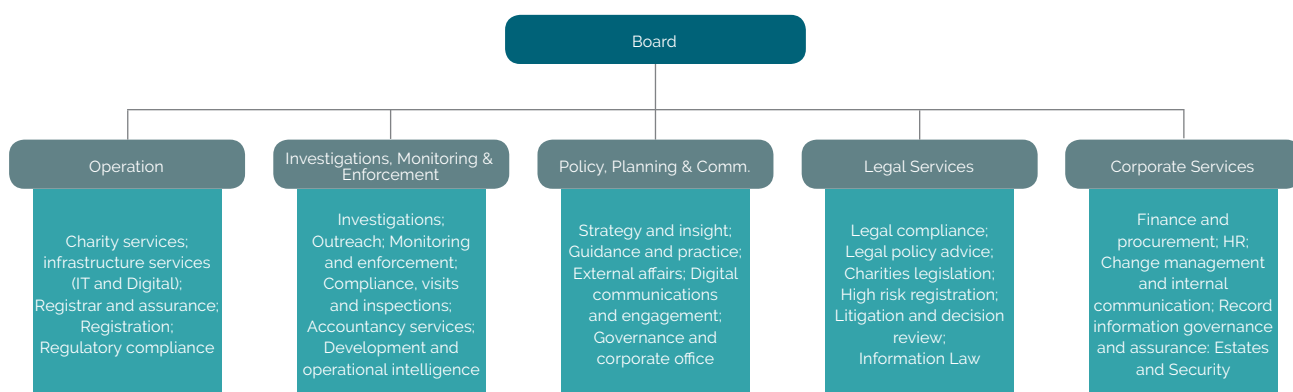 Board
Operation
Charity services;
infrastructure services
(IT and Digital);
Registrar and assurance;
Registration;
Regulatory compliance
Investigations, Monitoring &
Enforcement
Investigations;
Outreach; Monitoring
and enforcement;
Compliance, visits
and inspections;
Accountancy services;
Development and
operational intelligence
Policy, Planning & Comm.
Strategy and insight;
Guidance and practice;
External affairs; Digital
communications
and engagement;
Governance and
corporate office
Legal Services
Legal compliance;
Legal policy advice;
Charities legislation;
High risk registration;
Litigation and decision
review;
Information Law
Corporate Services
Finance and
procurement; HR;
Change management
and internal
communication; Record
information governance
and assurance: Estates
and Security